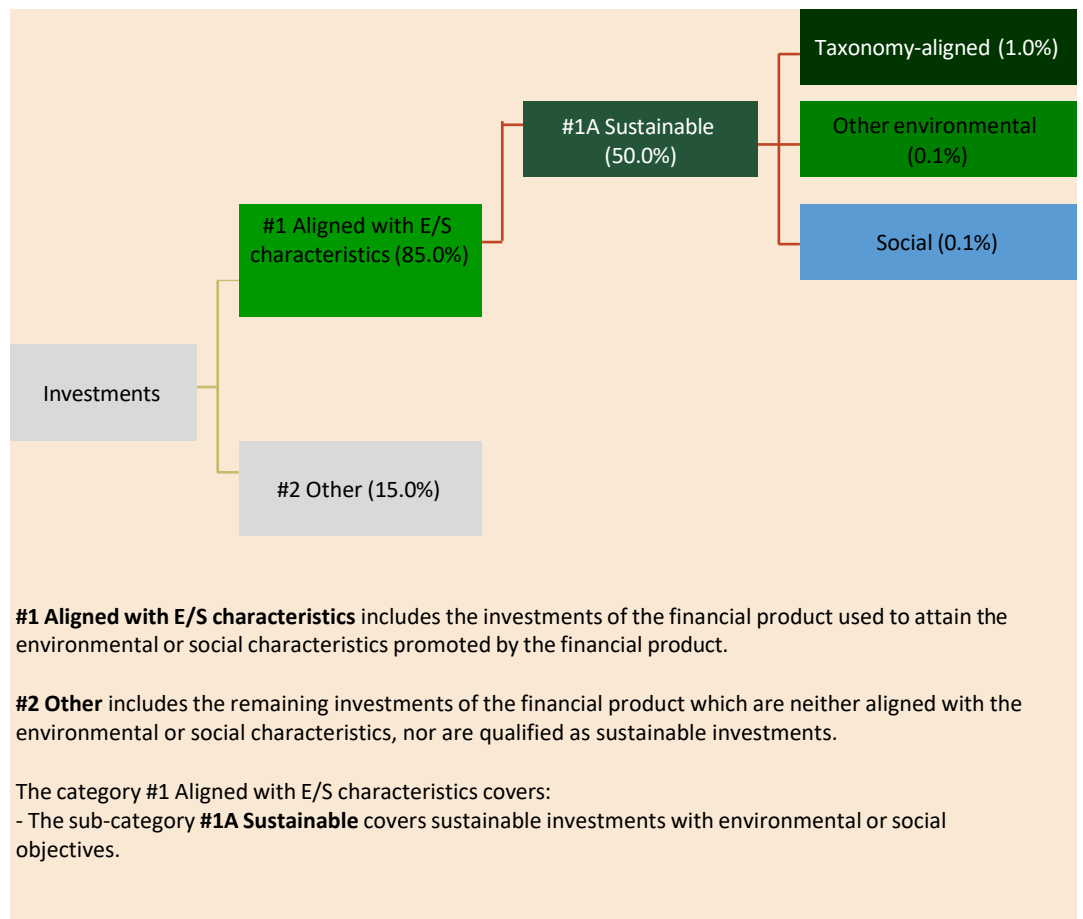 Taxonomy-aligned (1.0%)
#1A Sustainable
(50.0%)
Other environmental
(0.1%)
#1 Aligned with E/S
characteristics (85.0%)
Social (0.1%)
Investments
#2 Other (15.0%)
#1 Aligned with E/S characteristics includes the investments of the financial product used to attain the
environmental or social characteristics promoted by the financial product.
#2 Other includes the remaining investments of the financial product which are neither aligned with the
environmental or social characteristics, nor are qualified as sustainable investments.
The category #1 Aligned with E/S characteristics covers:
- The sub-category #1A Sustainable covers sustainable investments with environmental or social
objectives.